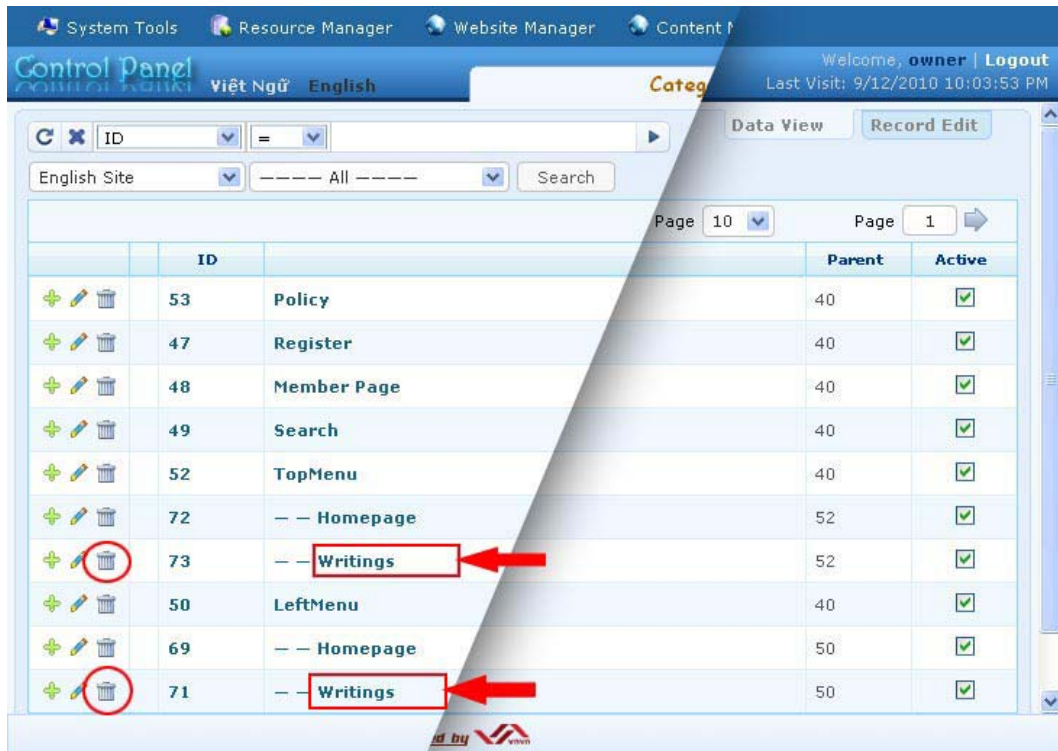 System Tools Resource Manager Website Manager Content
Welcome, owner | Logout
Control Panel Việt Ngữ English Last Visit: 9/12/2010 10:03:53 PM
Categ
Data View Record Edit
ID =
English Site ---- All ---- Search
Page 10 Page 1
ID Parent Active
53 Policy 40
47 Register 40
48 Member Page 40
49 Search 40
52 TopMenu 40
72 — — Homepage 52
73 — — Writings 52
50 LeftMenu 40
69 — — Homepage 50
71 — — Writings 50
ed by